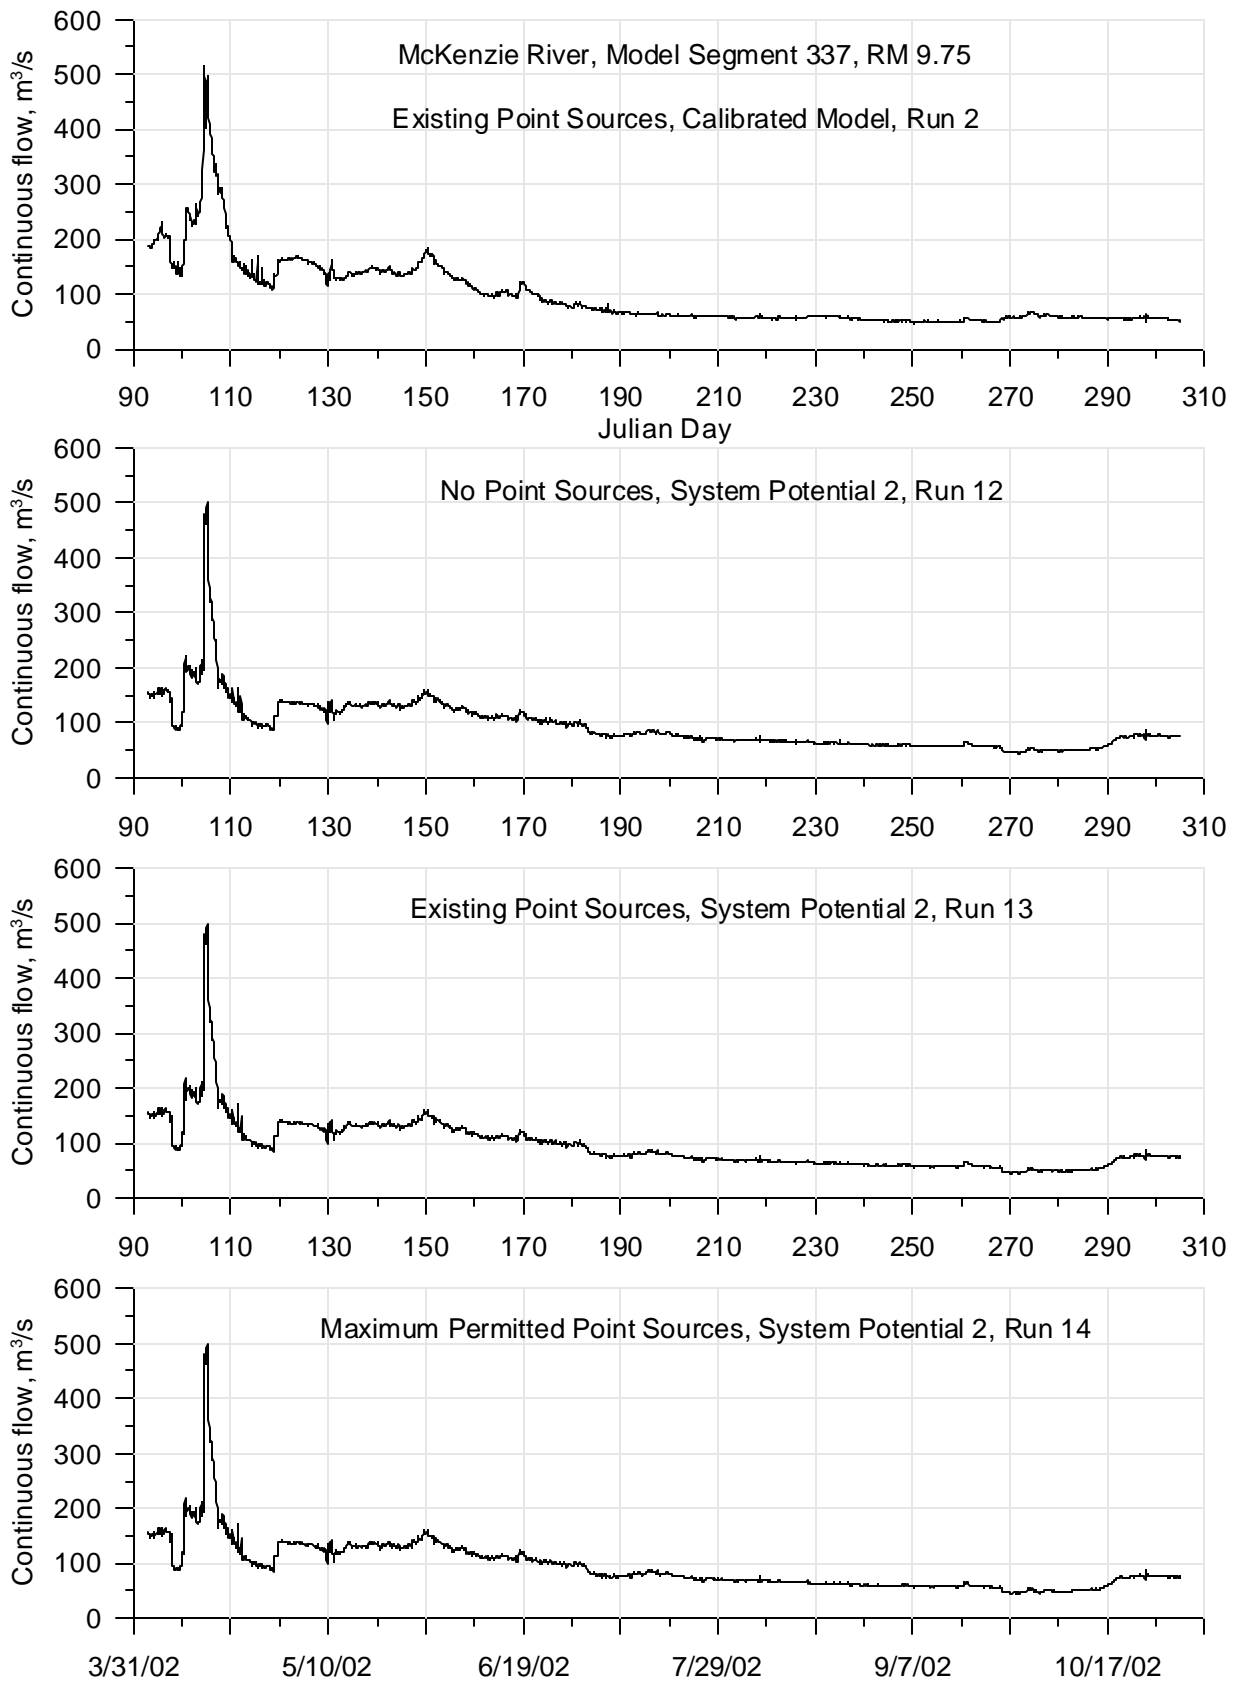 600
McKenzie River, Model Segment 337, RM 9.75
500
Existing Point Sources, Calibrated Model, Run 2
400
300
200
100
0
Continuous flow, m³/s
90 110 130 150 170 190 210 230 250 270 290 310
Julian Day
600
No Point Sources, System Potential 2, Run 12
500
400
300
200
100
0
Continuous flow, m³/s
90 110 130 150 170 190 210 230 250 270 290 310
600
Existing Point Sources, System Potential 2, Run 13
500
400
300
200
100
0
Continuous flow, m³/s
90 110 130 150 170 190 210 230 250 270 290 310
600
Maximum Permitted Point Sources, System Potential 2, Run 14
500
400
300
200
100
0
Continuous flow, m³/s
3/31/02 5/10/02 6/19/02 7/29/02 9/7/02 10/17/02